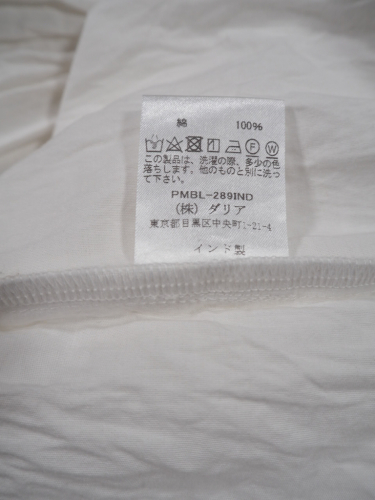 綿 100%
この製品は、洗濯の際、多少の色
落ちします。他のものと別に洗っ
て下さい。
PMBL-289IND
(株) ダリア
東京都目黒区中央町1-21-4
インド製